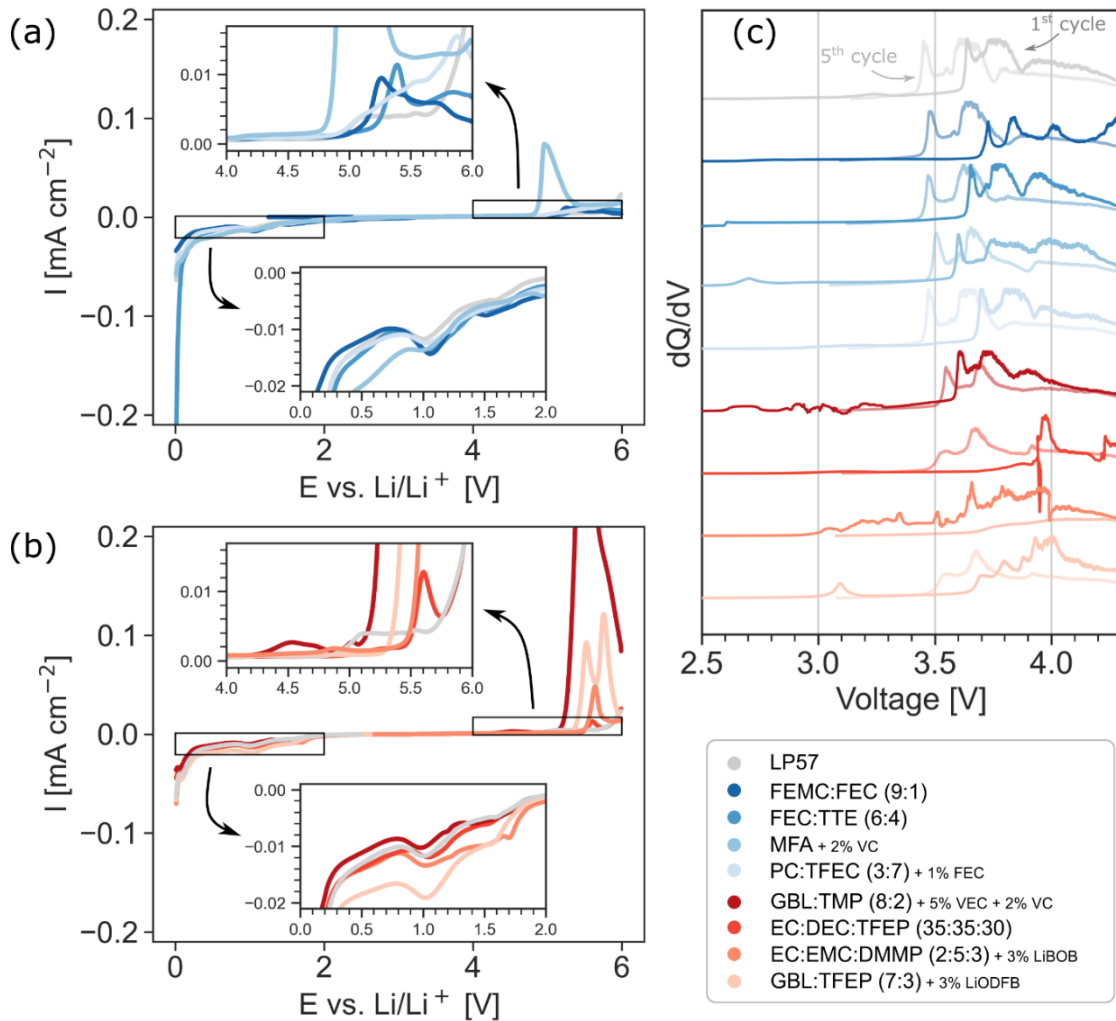 (a)
0.2
0.1
0.0
−0.1
−0.2
I [mA cm−2]
0.01
0.00
4.0 4.5 5.0 5.5 6.0
0.00
−0.01
−0.02
0.0 0.5 1.0 1.5 2.0
0 2 4 6
E vs. Li/Li+ [V]
(b)
0.2
0.1
0.0
−0.1
−0.2
I [mA cm−2]
0.01
0.00
4.0 4.5 5.0 5.5 6.0
0.00
−0.01
−0.02
0.0 0.5 1.0 1.5 2.0
0 2 4 6
E vs. Li/Li+ [V]
(c)
1st cycle
5th cycle
dQ/dV
2.5 3.0 3.5 4.0
Voltage [V]
LP57
FEMC:FEC (9:1)
FEC:TTE (6:4)
MFA + 2% VC
PC:TFEC (3:7) + 1% FEC
GBL:TMP (8:2) + 5% VEC + 2% VC
EC:DEC:TFEP (35:35:30)
EC:EMC:DMMP (2:5:3) + 3% LiBOB
GBL:TFEP (7:3) + 3% LiODFB